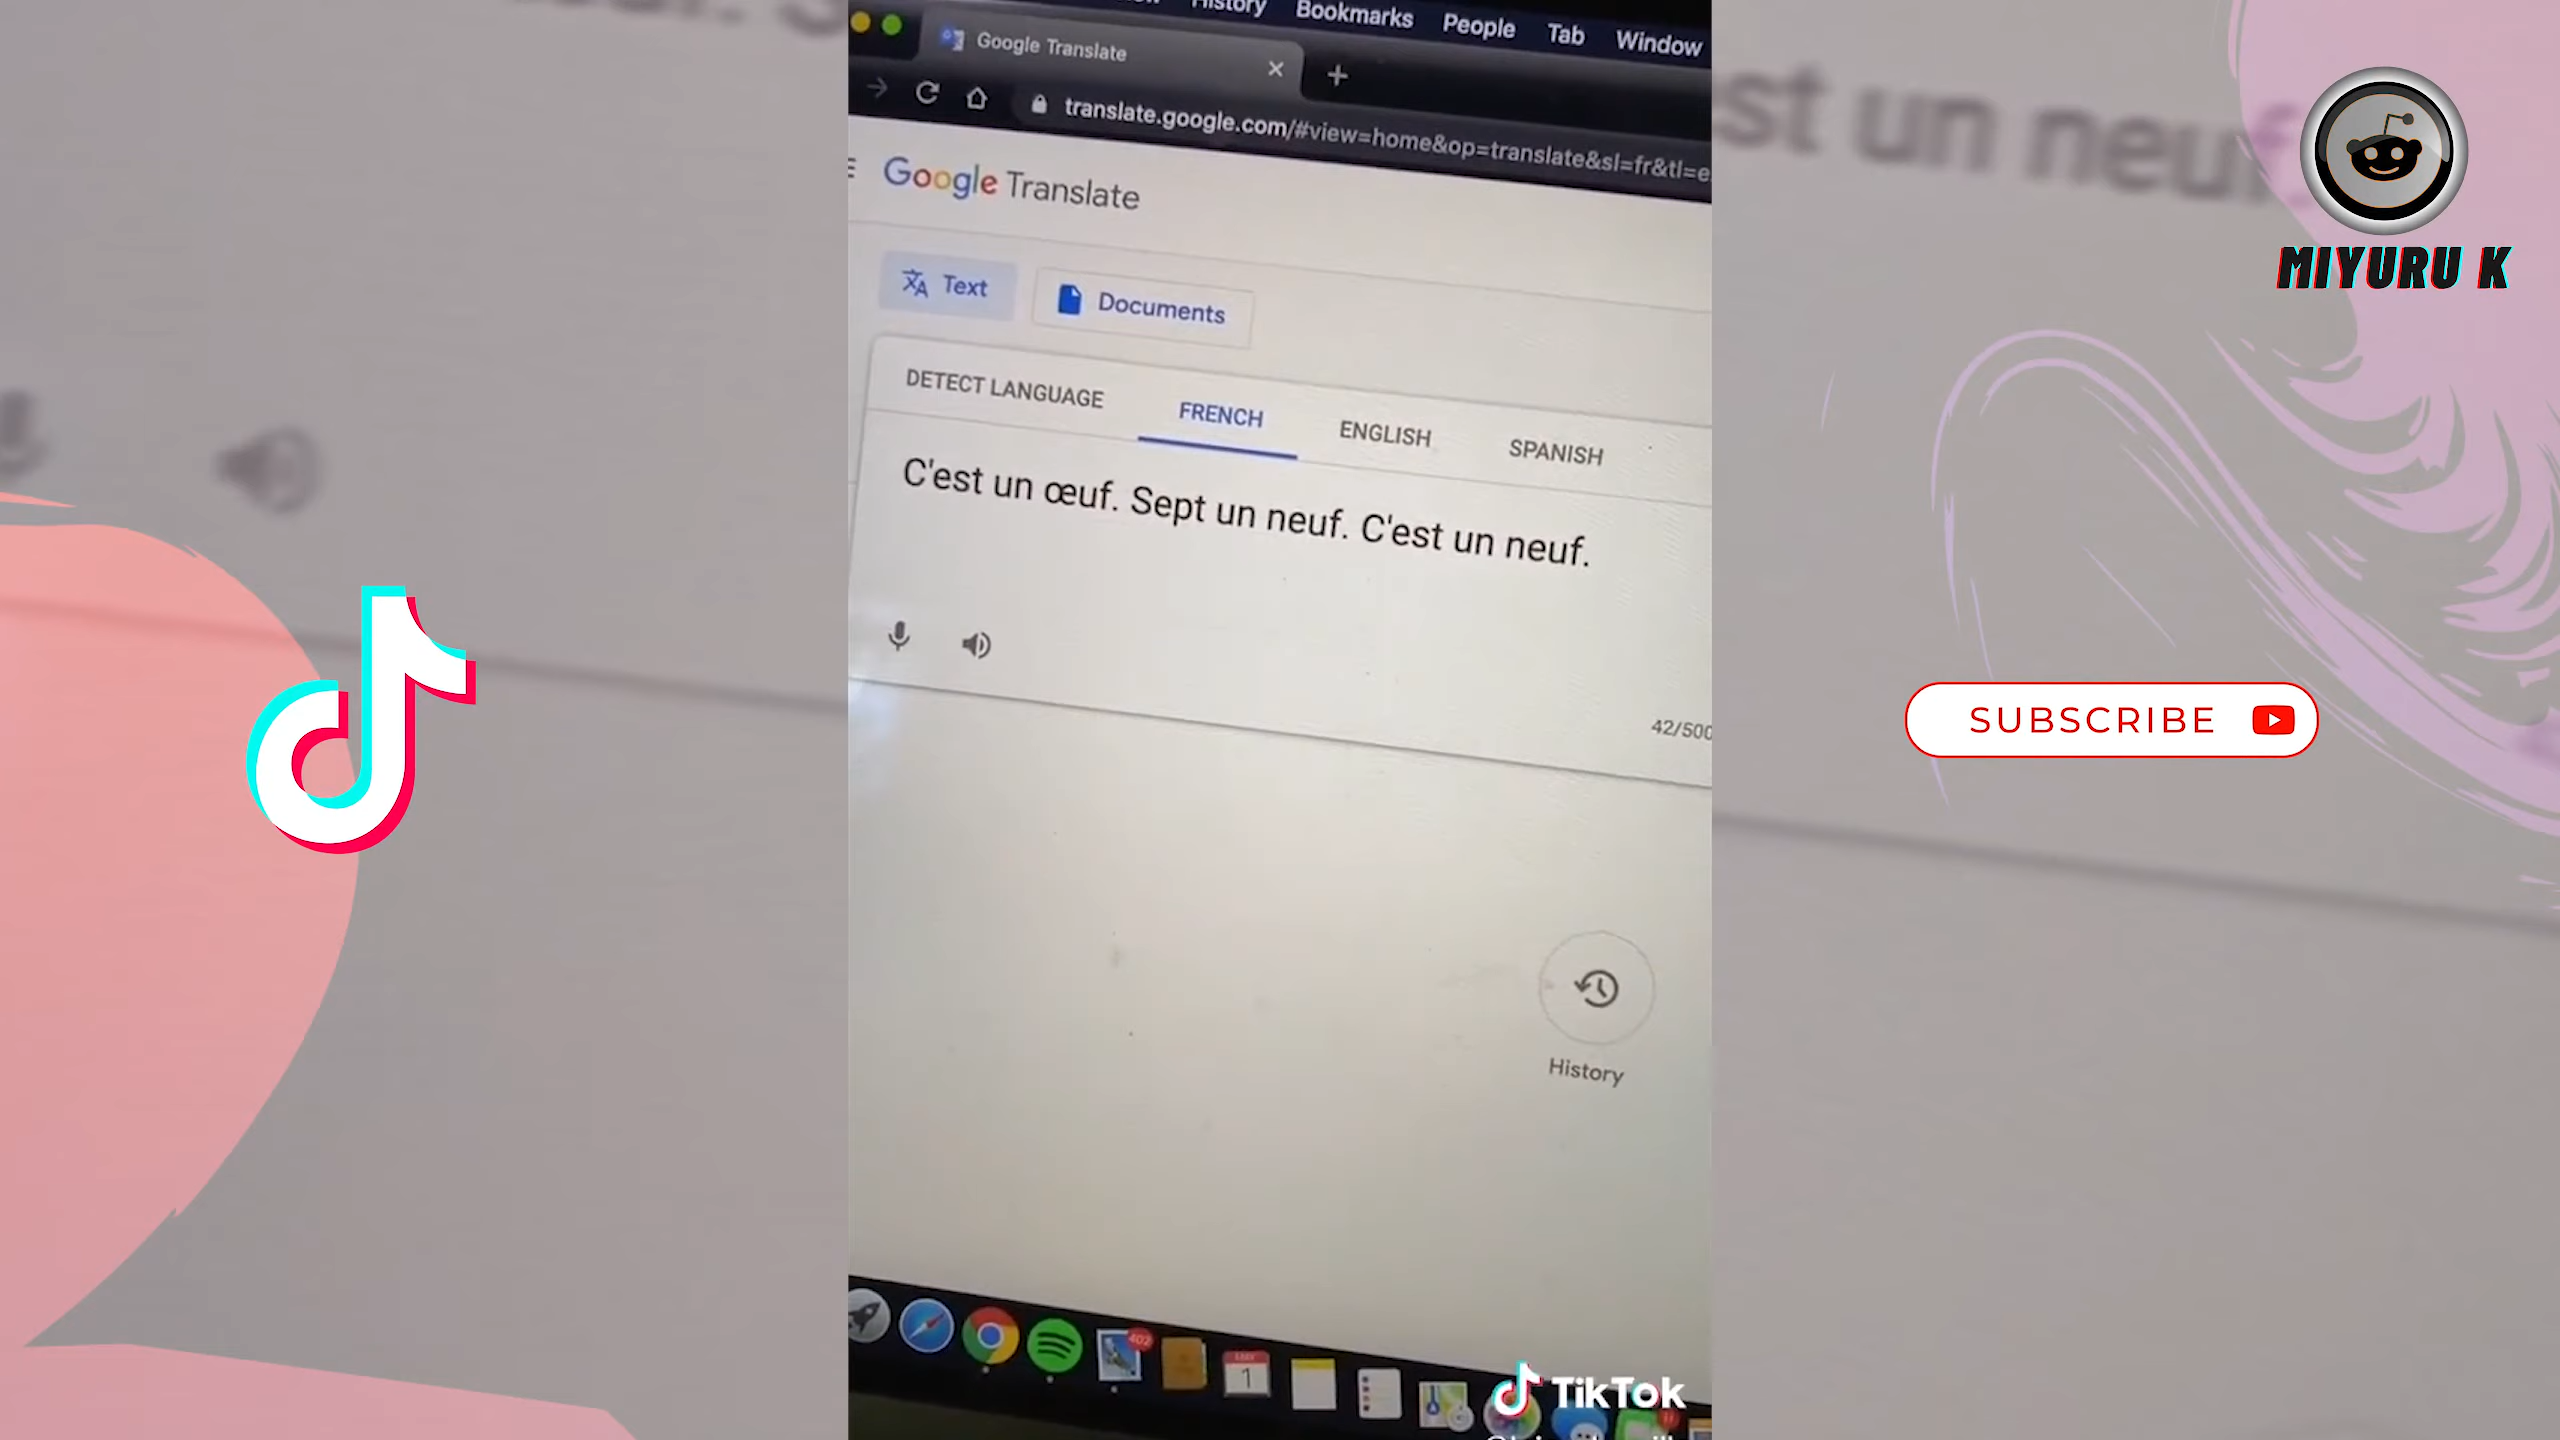 History Bookmarks People Tab Window
Google Translate
translate.google.com/#view=home&op=translate&sl=fr&tl=e
Google Translate
Text Documents
DETECT LANGUAGE FRENCH ENGLISH SPANISH
C'est un œuf. Sept un neuf. C'est un neuf.
42/500
History
402
1
TikTok
st un neuf.
MIYURU K
SUBSCRIBE